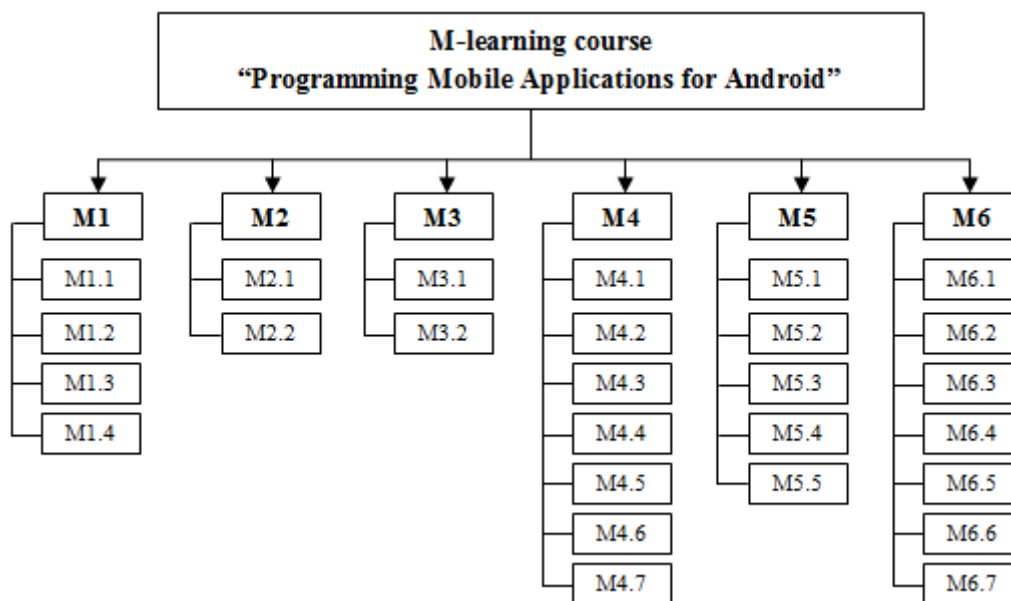 M-learning course
“Programming Mobile Applications for Android”
M1
M2
M3
M4
M5
M6
M1.1
M2.1
M3.1
M4.1
M5.1
M6.1
M1.2
M2.2
M3.2
M4.2
M5.2
M6.2
M1.3
M4.3
M5.3
M6.3
M1.4
M4.4
M5.4
M6.4
M4.5
M5.5
M6.5
M4.6
M6.6
M4.7
M6.7